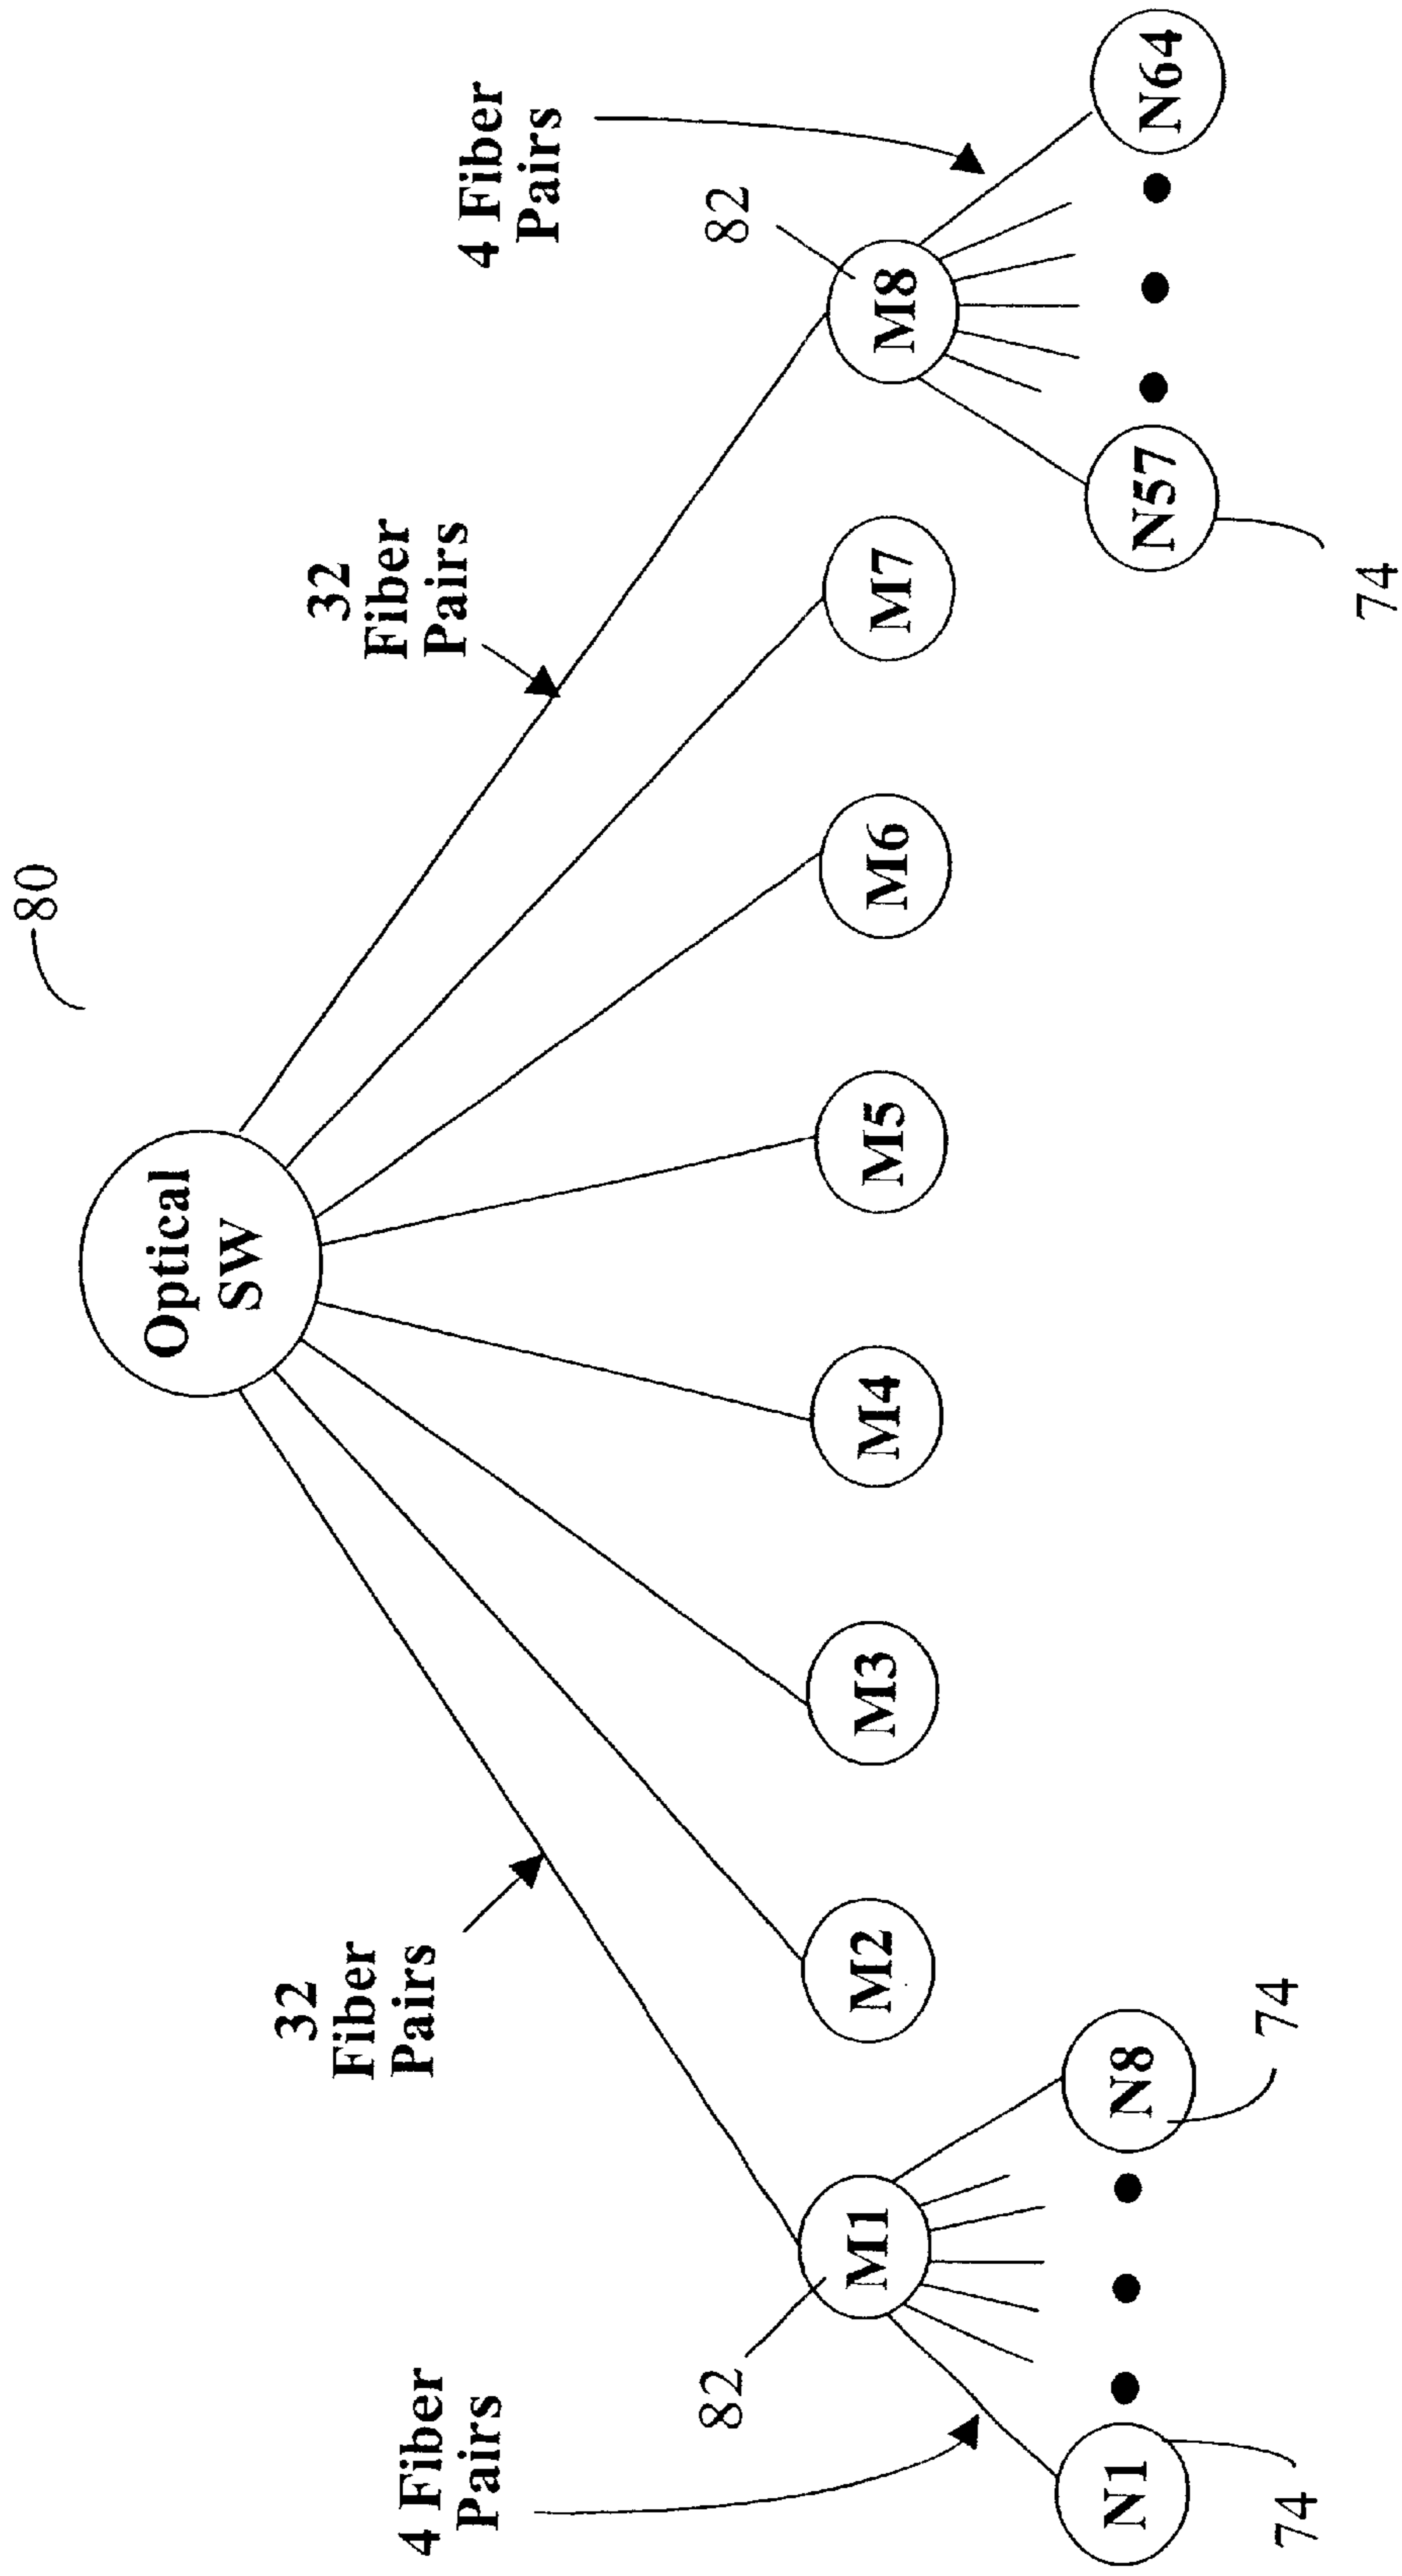 80
Optical
SW
32
Fiber
Pairs
32
Fiber
Pairs
4 Fiber
Pairs
4 Fiber
Pairs
82
82
M1
M2
M3
M4
M5
M6
M7
M8
N1
N8
N57
N64
74
74
74